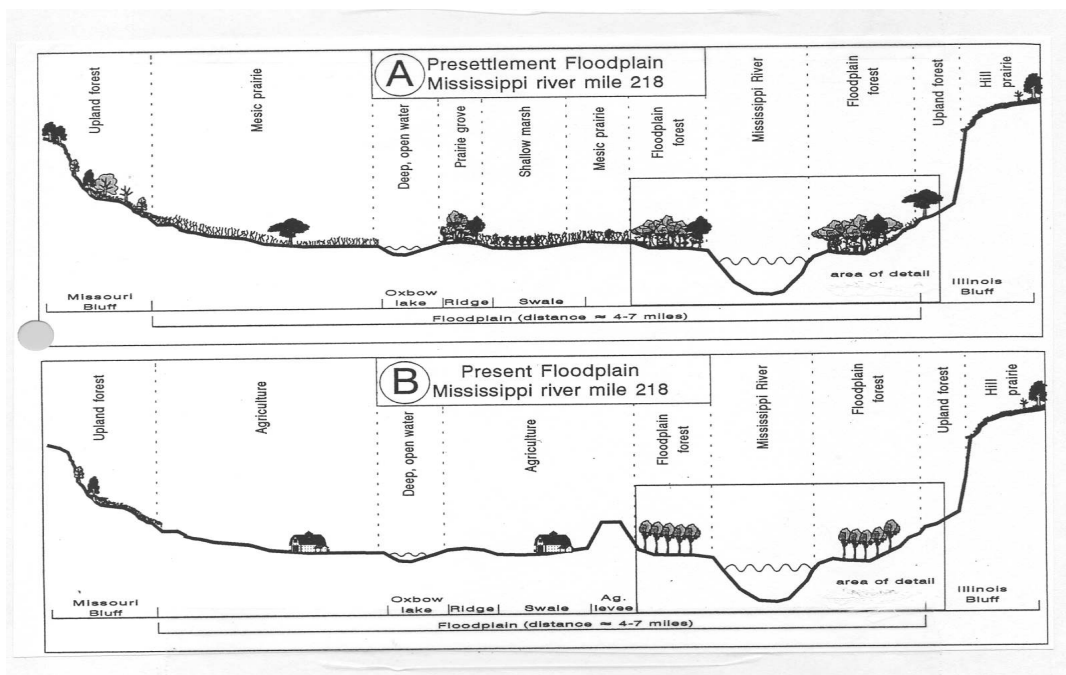 A
Presettlement Floodplain
Mississippi river mile 218
Upland forest
Mesic prairie
Deep, open water
Prairie grove
Shallow marsh
Mesic prairie
Floodplain
forest
Mississippi River
Floodplain
forest
Upland forest
Hill
prairie
area of detail
Missouri
Bluff
Oxbow
lake
Ridge
Swale
Illinois
Bluff
Floodplain (distance ≈ 4-7 miles)
B
Present Floodplain
Mississippi river mile 218
Upland forest
Agriculture
Deep, open water
Agriculture
Floodplain
forest
Mississippi River
Floodplain
forest
Upland forest
Hill
prairie
area of detail
Missouri
Bluff
Oxbow
lake
Ridge
Swale
Ag.
levee
Illinois
Bluff
Floodplain (distance ≈ 4-7 miles)